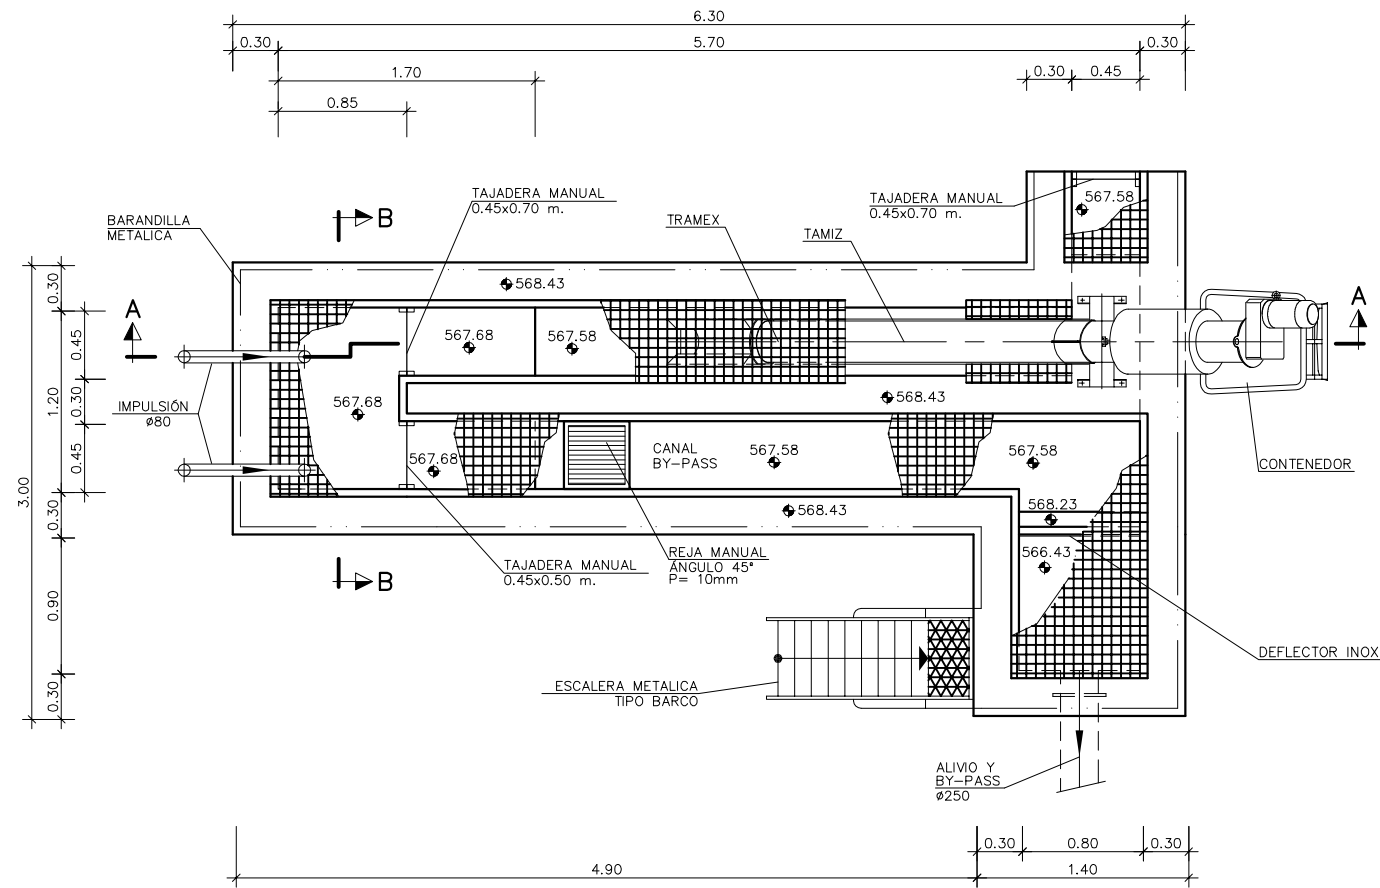 6.30
0.30
5.70
0.30
1.70
0.30
0.45
0.85
TAJADERA MANUAL
0.45x0.70 m.
TAJADERA MANUAL
0.45x0.70 m.
567.58
BARANDILLA
METALICA
B
TRAMEX
TAMIZ
568.43
A
A
567.68
567.58
567.68
568.43
IMPULSIÓN
ø80
567.68
CANAL
BY-PASS
567.58
567.58
CONTENEDOR
568.43
568.23
566.43
TAJADERA MANUAL
0.45x0.50 m.
REJA MANUAL
ÁNGULO 45º
P= 10mm
B
DEFLECTOR INOX
ESCALERA METALICA
TIPO BARCO
ALIVIO Y
BY-PASS
ø250
3.00
0.30
1.20
0.30
0.90
0.30
0.45
0.30
0.45
0.30
0.80
0.30
4.90
1.40